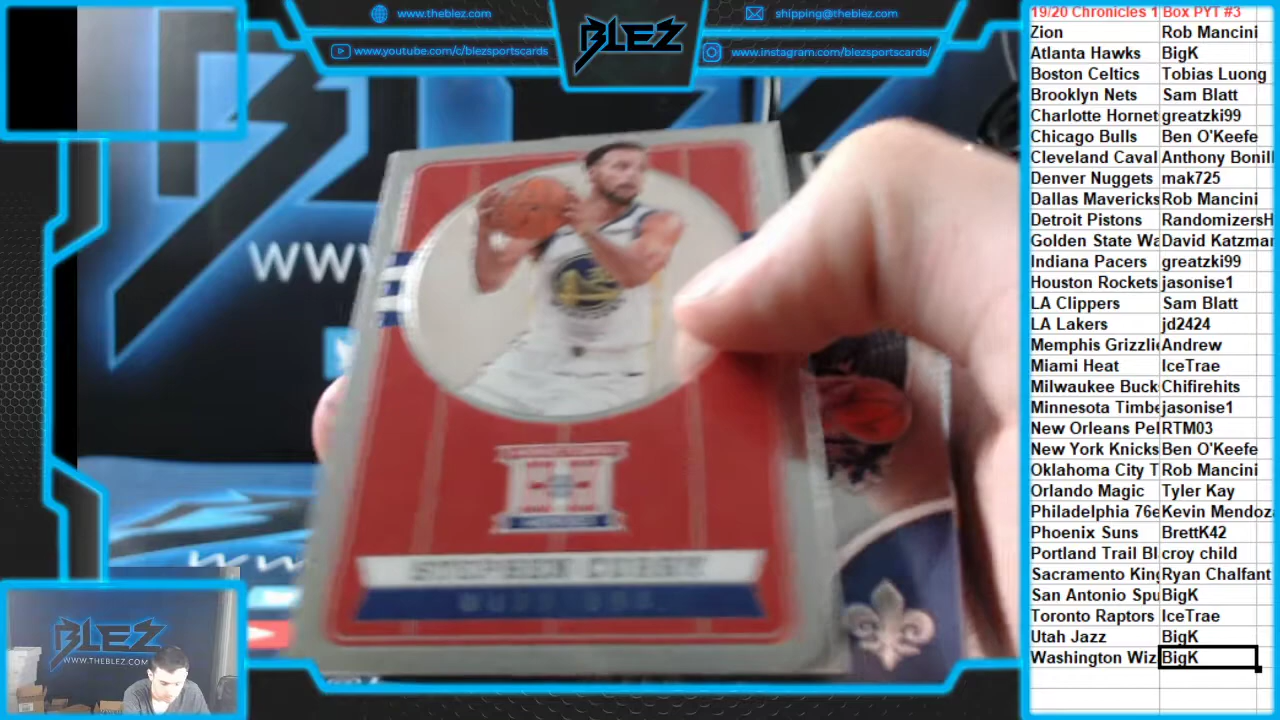 www.theblez.com
www.youtube.com/c/blezsportscards
BLEZ
shipping@theblez.com
www.instagram.com/blezsportscards/
WWW
STEPHEN CURRY
BLEZ
WWW.THEBLEZ.COM
19/20 Chronicles 1 Box PYT #3
Zion Rob Mancini
Atlanta Hawks BigK
Boston Celtics Tobias Luong
Brooklyn Nets Sam Blatt
Charlotte Hornet greatzki99
Chicago Bulls Ben O'Keefe
Cleveland Caval Anthony Bonill
Denver Nuggets mak725
Dallas Mavericks Rob Mancini
Detroit Pistons RandomizersH
Golden State Wa David Katzmar
Indiana Pacers greatzki99
Houston Rockets jasonise1
LA Clippers Sam Blatt
LA Lakers jd2424
Memphis Grizzlie Andrew
Miami Heat IceTrae
Milwaukee Buck Chifirehits
Minnesota Timbe jasonise1
New Orleans Pel RTM03
New York Knicks Ben O'Keefe
Oklahoma City T Rob Mancini
Orlando Magic Tyler Kay
Philadelphia 76e Kevin Mendoza
Phoenix Suns BrettK42
Portland Trail Bl croy child
Sacramento King Ryan Chalfant
San Antonio Spu BigK
Toronto Raptors IceTrae
Utah Jazz BigK
Washington Wiz BigK